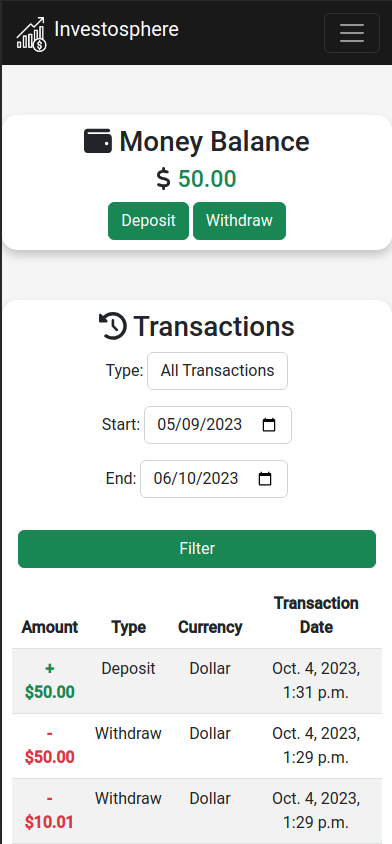 Investosphere
Money Balance
$ 50.00
Deposit Withdraw
Transactions
Type: All Transactions
Start: 05/09/2023
End: 06/10/2023
Filter
Transaction
Amount Type Currency Date
+ Deposit Dollar Oct. 4, 2023,
$50.00 1:31 p.m.
- Withdraw Dollar Oct. 4, 2023,
$50.00 1:29 p.m.
- Withdraw Dollar Oct. 4, 2023,
$10.01 1:29 p.m.